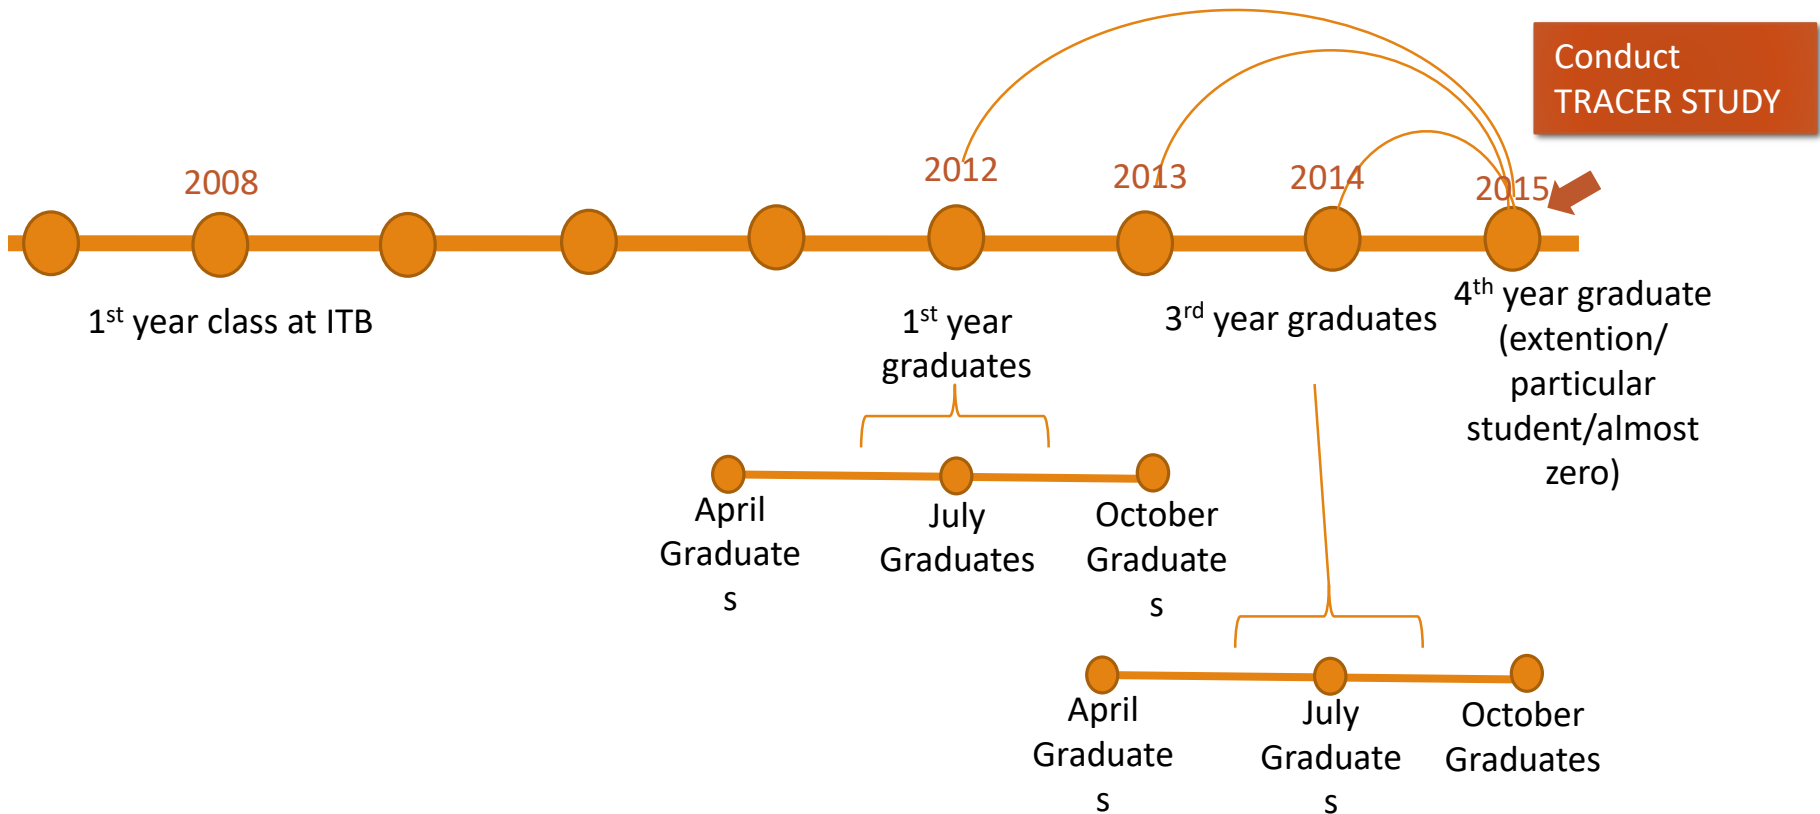 Conduct
TRACER STUDY
2008
2012
2013
2014
2015
1st year class at ITB
1st year
graduates
3rd year graduates
4th year graduate
(extention/
particular
student/almost
zero)
April
Graduate
s
July
Graduates
October
Graduate
s
April
Graduate
s
July
Graduate
s
October
Graduates